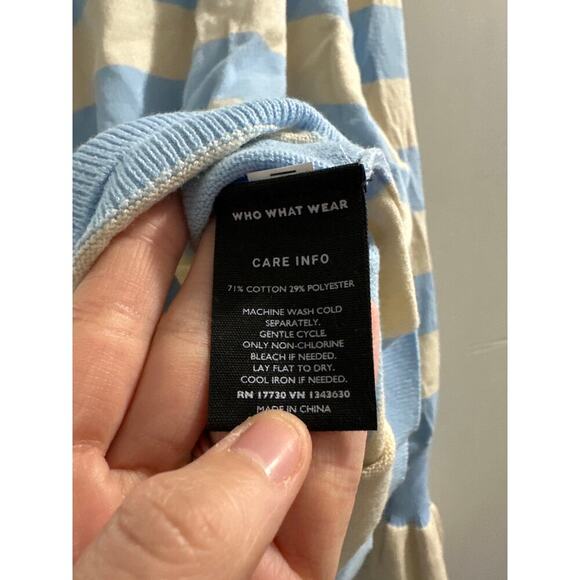 WHO WHAT WEAR
CARE INFO
71% COTTON 29% POLYESTER
MACHINE WASH COLD
SEPARATELY.
GENTLE CYCLE.
ONLY NON-CHLORINE
BLEACH IF NEEDED.
LAY FLAT TO DRY.
COOL IRON IF NEEDED.
RN 17730 VN 1343630
MADE IN CHINA